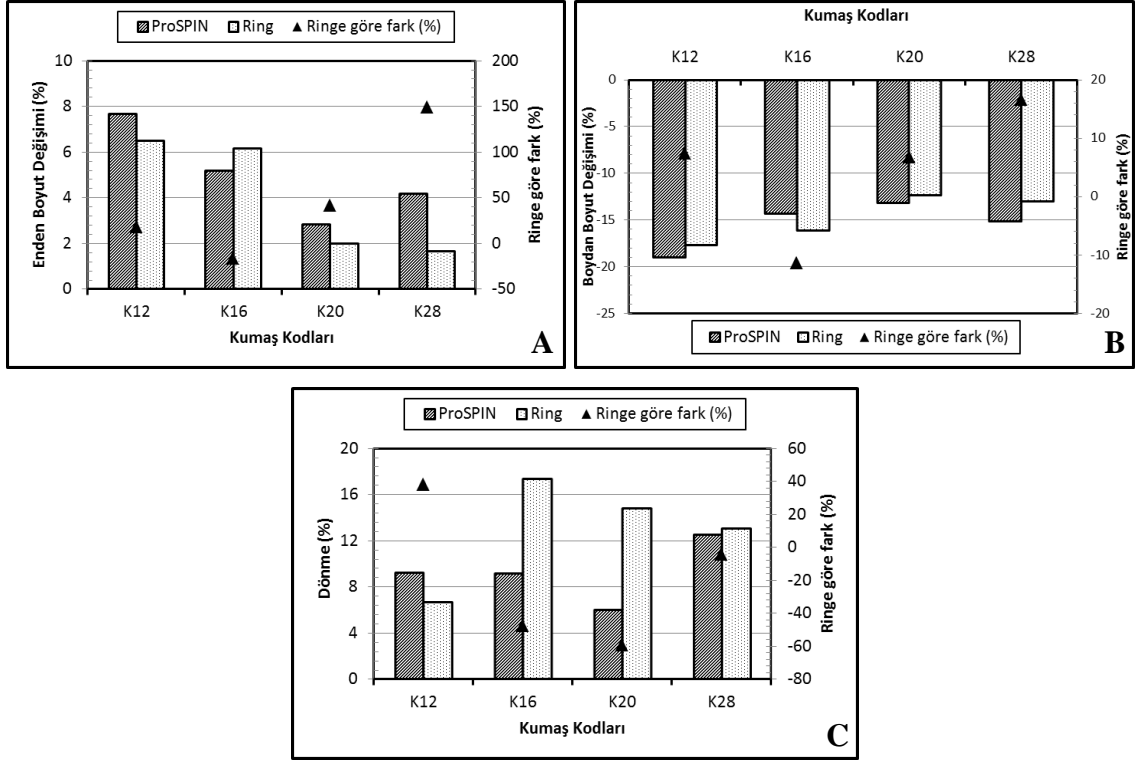 ProSPIN Ring Ringe göre fark (%)
10
8
6
4
2
0
Enden Boyut Değişimi (%)
200
150
100
50
0
-50
Ringe göre fark (%)
K12 K16 K20 K28
Kumaş Kodları
A
Kumaş Kodları
K12 K16 K20 K28
0
-5
-10
-15
-20
-25
Boydan Boyut Değişimi (%)
20
10
0
-10
-20
Ringe göre fark (%)
ProSPIN Ring Ringe göre fark (%)
B
ProSPIN Ring Ringe göre fark (%)
20
16
12
8
4
0
Dönme (%)
60
40
20
0
-20
-40
-60
-80
Ringe göre fark (%)
K12 K16 K20 K28
Kumaş Kodları
C